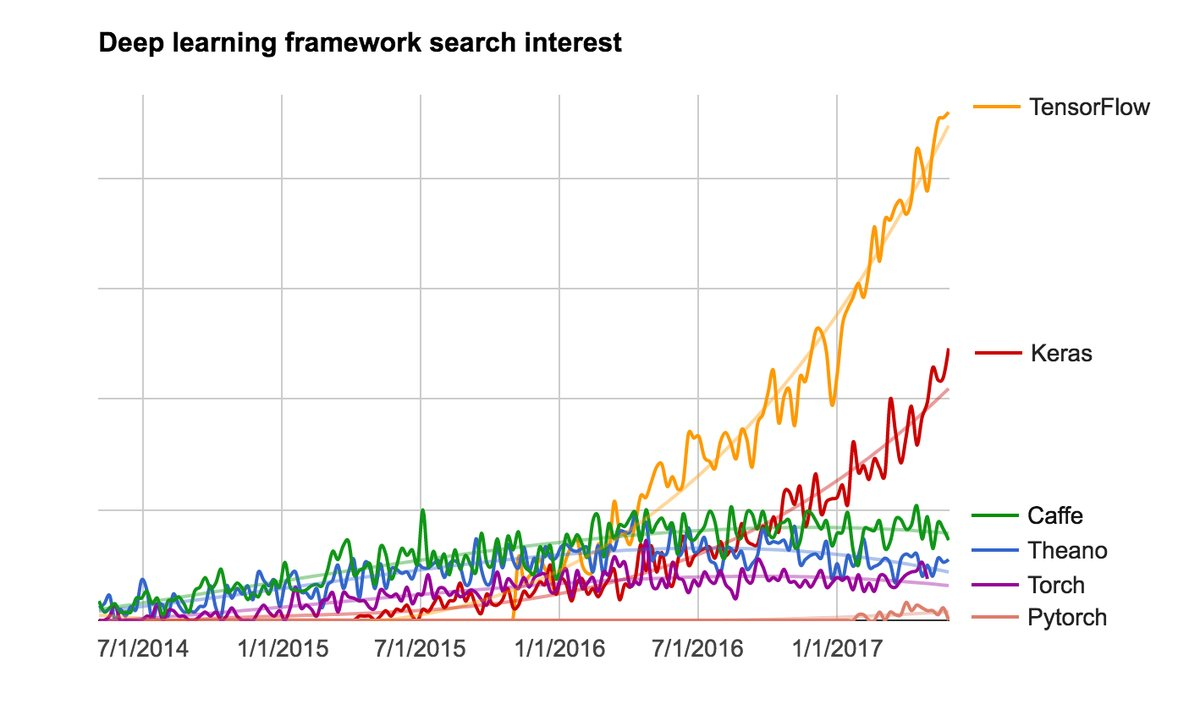 Deep learning framework search interest
TensorFlow
Keras
Caffe
Theano
Torch
Pytorch
7/1/2014 1/1/2015 7/1/2015 1/1/2016 7/1/2016 1/1/2017